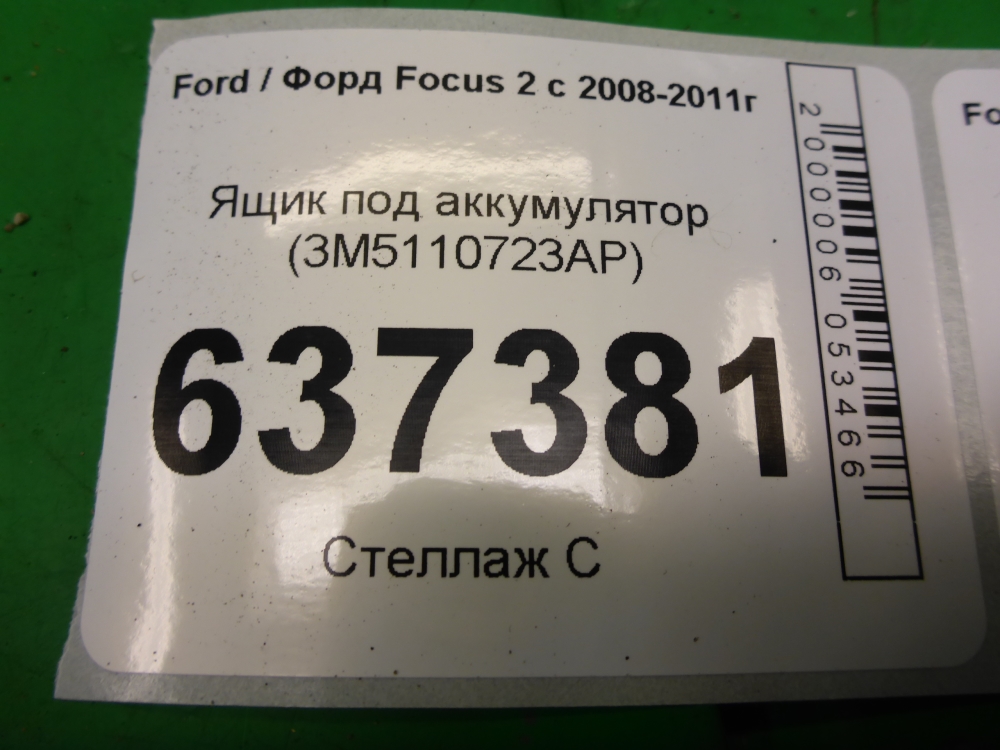 Ford / Форд Focus 2 с 2008-2011г
Ящик под аккумулятор
(3M5110723AP)
637381
Стеллаж С
2000006053466
Fo